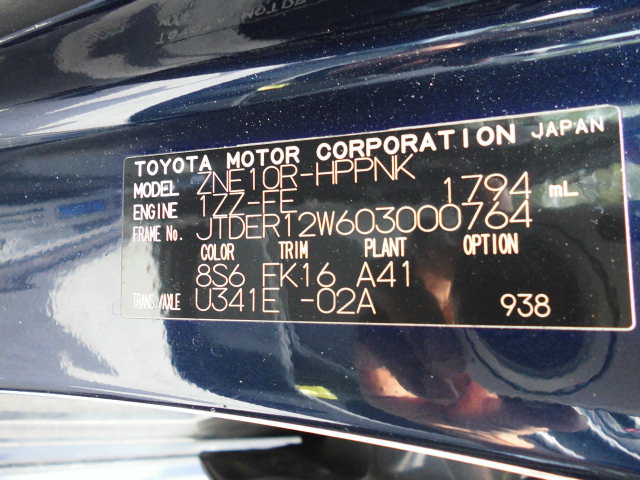 TOYOTA MOTOR CORPORATION JAPAN
MODEL ZNE10R-HPPNK
ENGINE 1ZZ-FE 1794 mL
FRAME No. JTDER12W603000764
COLOR TRIM PLANT OPTION
8S6 FK16 A41
TRANS./AXLE U341E -02A 938